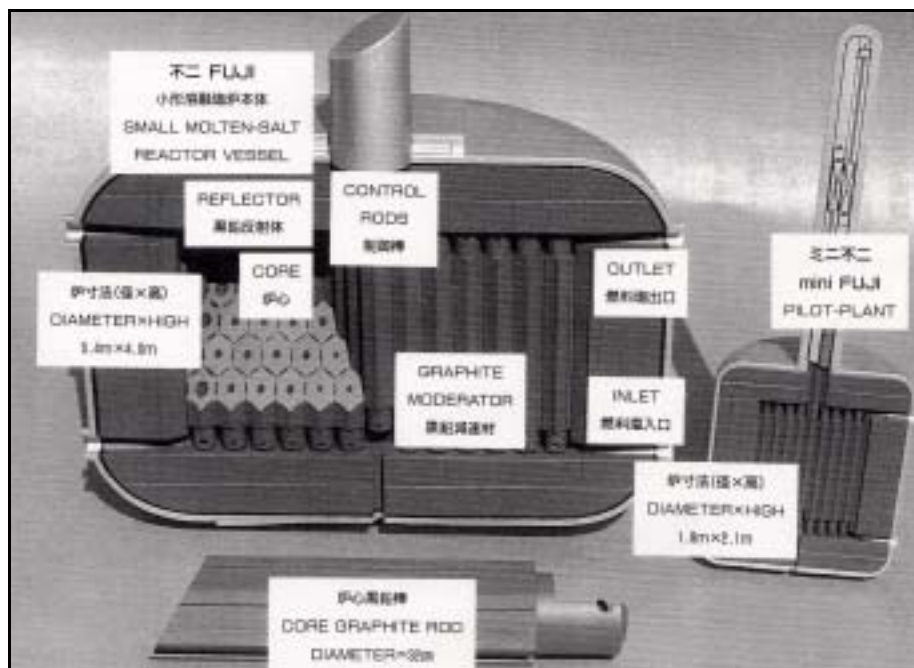 不二 FUJI
小形溶融塩炉本体
SMALL MOLTEN-SALT
REACTOR VESSEL
REFLECTOR
黒鉛反射体
CONTROL
RODS
制御棒
CORE
炉心
炉寸法(径×高)
DIAMETER×HIGH
OUTLET
燃料塩出口
GRAPHITE
MODERATOR
黒鉛減速材
INLET
燃料塩入口
ミニ不二
mini FUJI
PILOT-PLANT
炉寸法(径×高)
DIAMETER×HIGH
1.8m×2.1m
炉心黒鉛棒
CORE GRAPHITE ROD